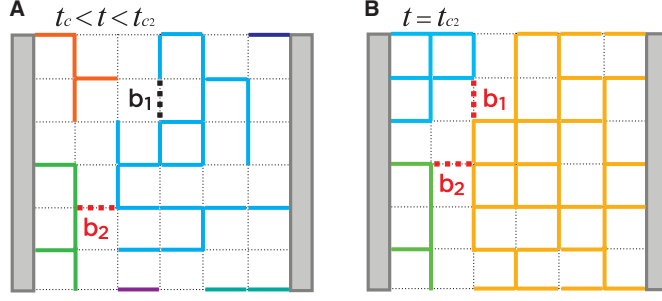 A
t_c < t < t_c2
b1
b2
B
t = t_c2
b1
b2